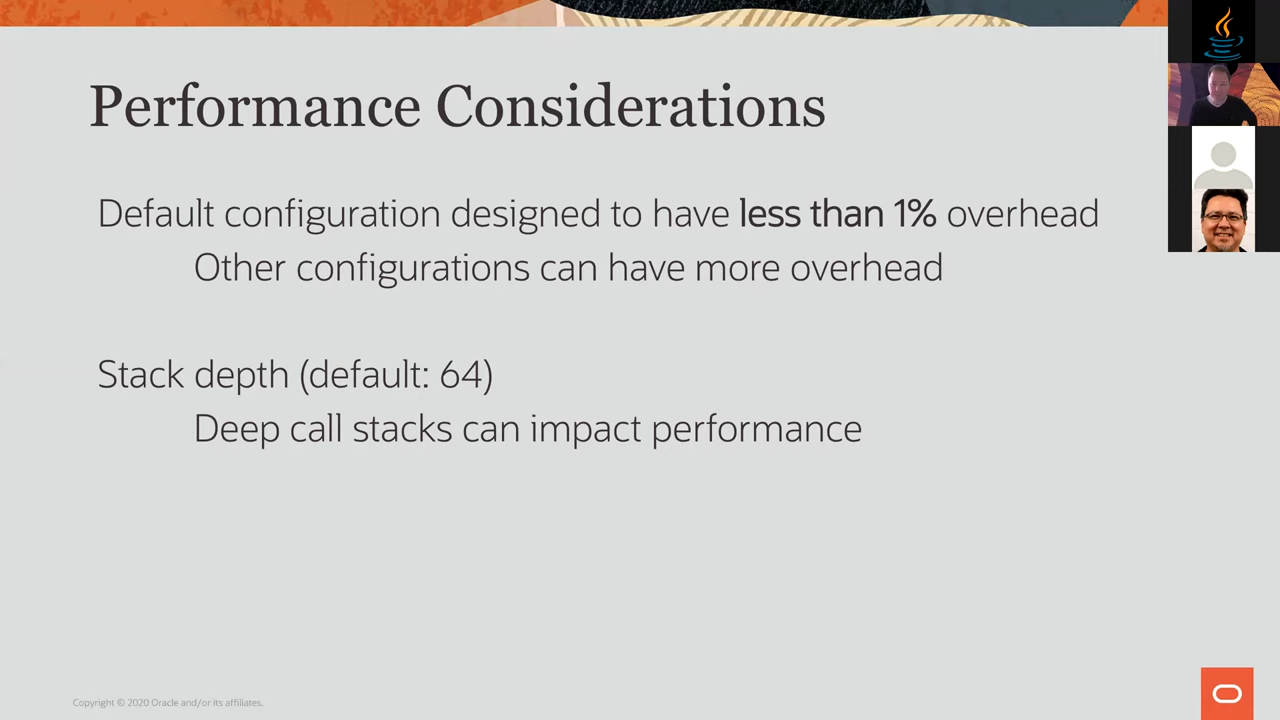 Performance Considerations
Default configuration designed to have less than 1% overhead
Other configurations can have more overhead
Stack depth (default: 64)
Deep call stacks can impact performance
Copyright © 2020 Oracle and/or its affiliates.